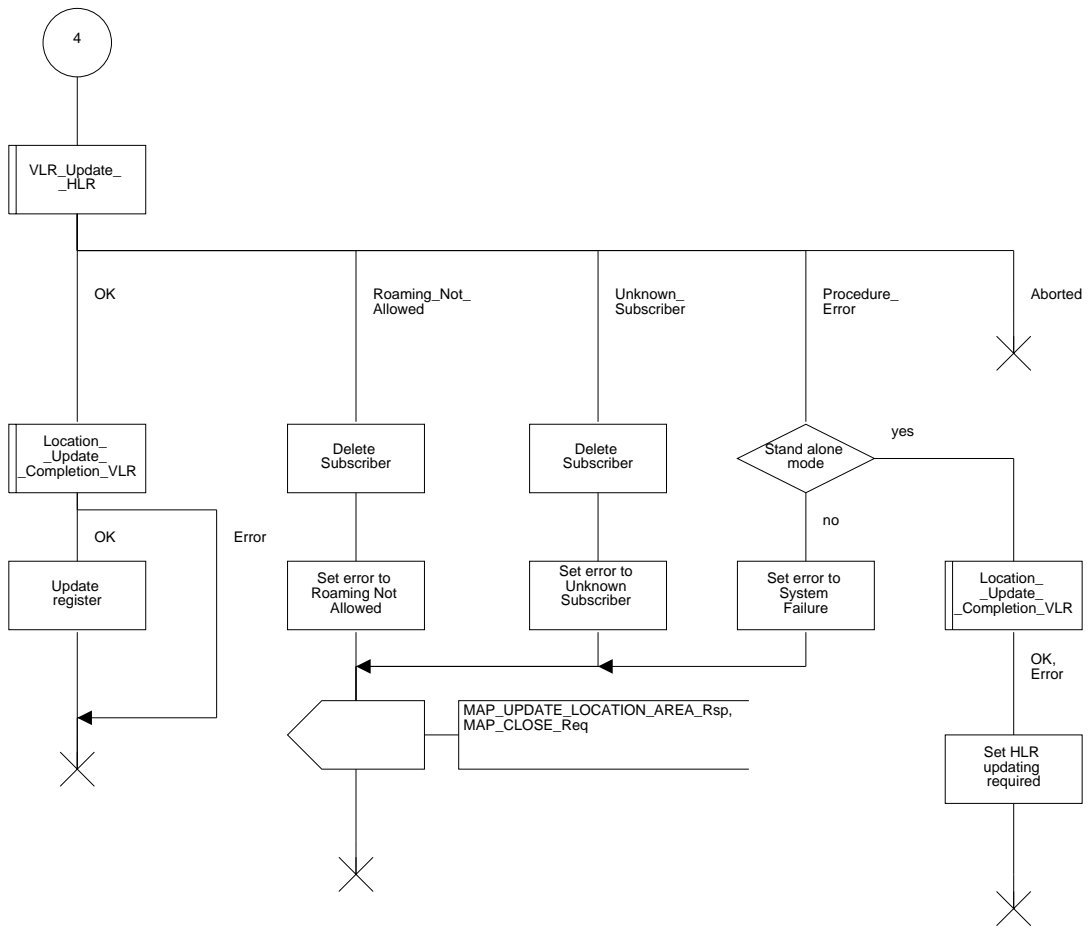 4
VLR_Update_
_HLR
OK
Roaming_Not_
Allowed
Unknown_
Subscriber
Procedure_
Error
Aborted
Location_
_Update_
_Completion_VLR
Delete
Subscriber
Delete
Subscriber
Stand alone
mode
yes
OK
Error
no
Update
register
Set error to
Roaming Not
Allowed
Set error to
Unknown
Subscriber
Set error to
System
Failure
Location_
_Update_
_Completion_VLR
OK,
Error
MAP_UPDATE_LOCATION_AREA_Rsp,
MAP_CLOSE_Req
Set HLR
updating
required